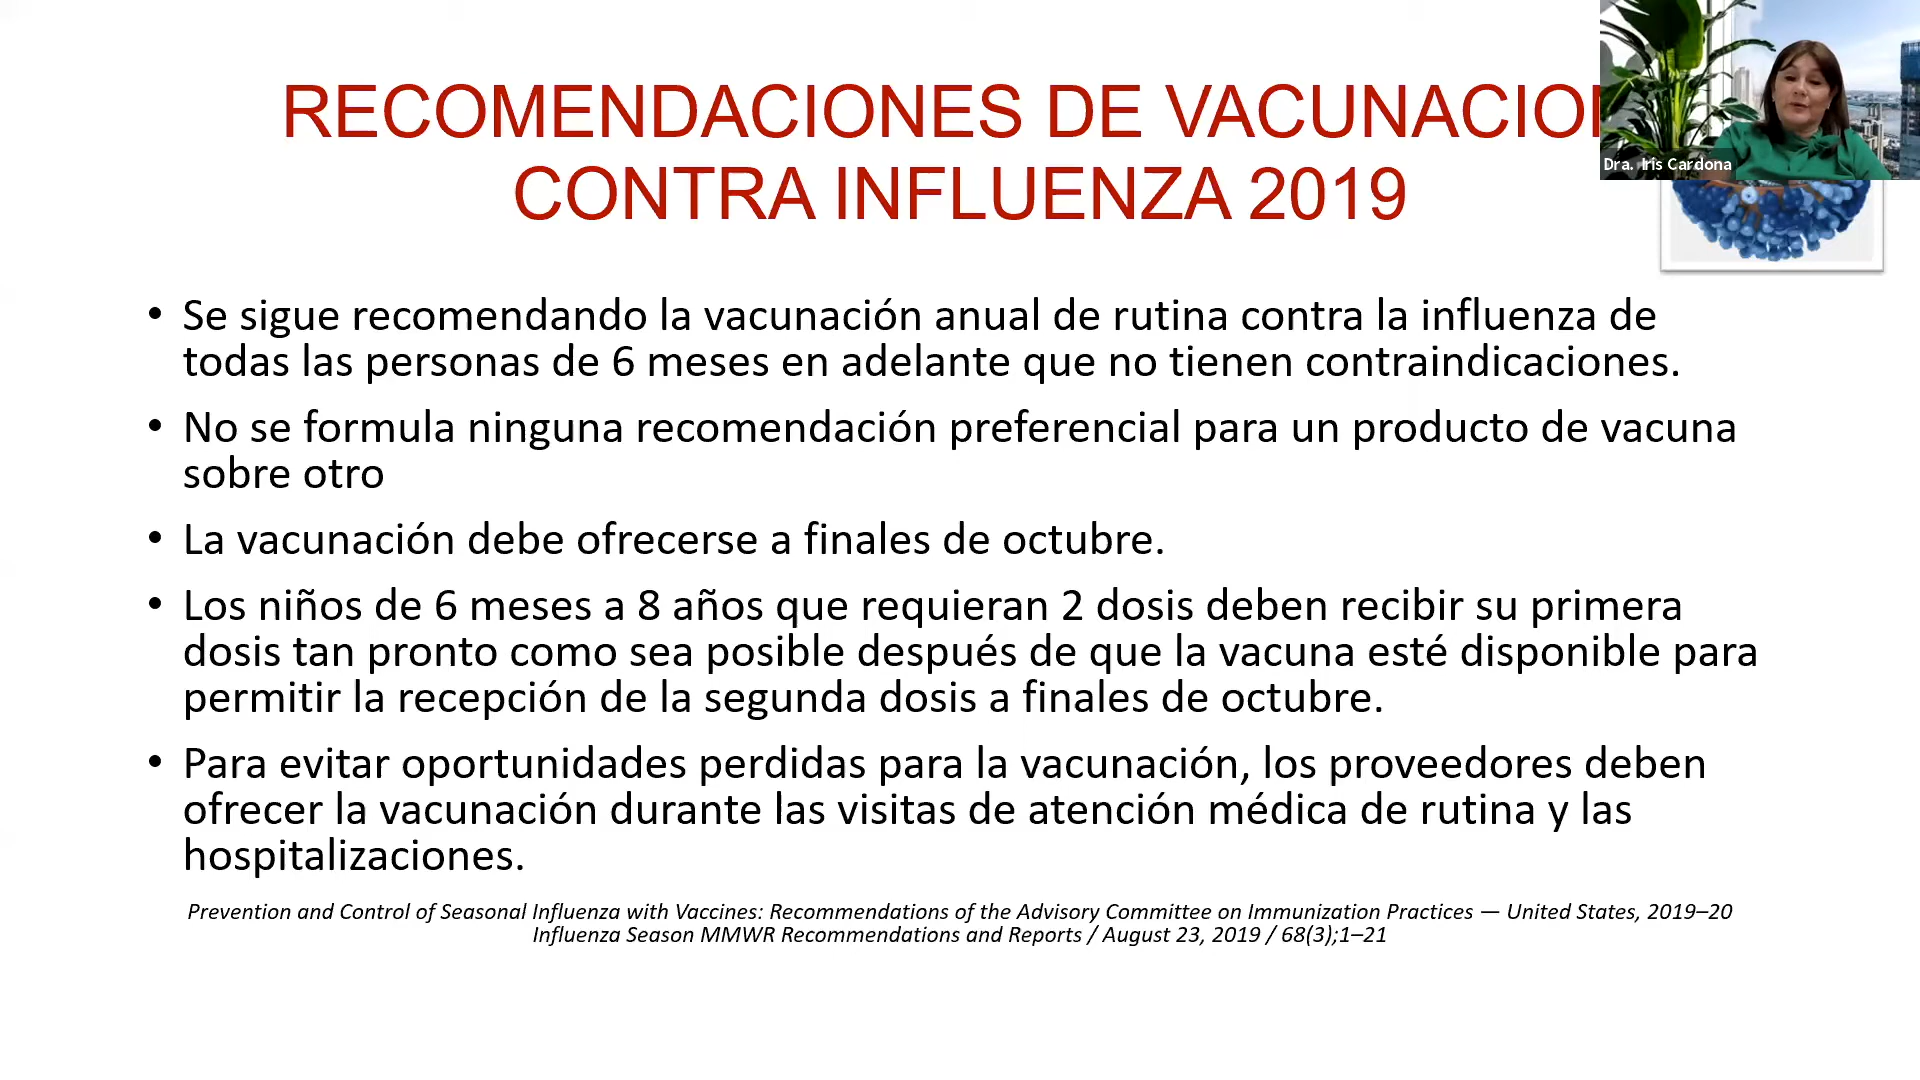 RECOMENDACIONES DE VACUNACION
CONTRA INFLUENZA 2019
Dra. Iris Cardona
• Se sigue recomendando la vacunación anual de rutina contra la influenza de
todas las personas de 6 meses en adelante que no tienen contraindicaciones.
• No se formula ninguna recomendación preferencial para un producto de vacuna
sobre otro
• La vacunación debe ofrecerse a finales de octubre.
• Los niños de 6 meses a 8 años que requieran 2 dosis deben recibir su primera
dosis tan pronto como sea posible después de que la vacuna esté disponible para
permitir la recepción de la segunda dosis a finales de octubre.
• Para evitar oportunidades perdidas para la vacunación, los proveedores deben
ofrecer la vacunación durante las visitas de atención médica de rutina y las
hospitalizaciones.
Prevention and Control of Seasonal Influenza with Vaccines: Recommendations of the Advisory Committee on Immunization Practices — United States, 2019–20
Influenza Season MMWR Recommendations and Reports / August 23, 2019 / 68(3);1–21